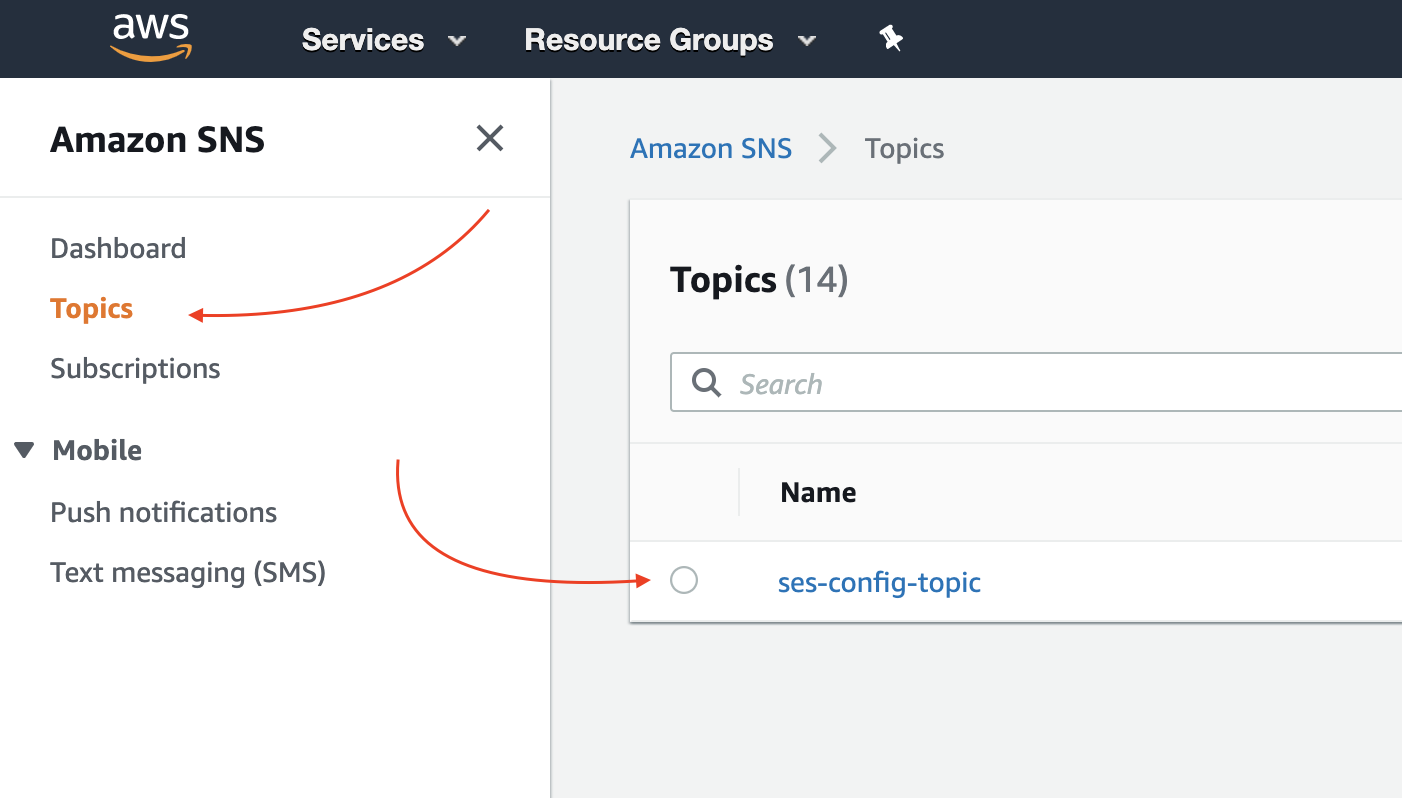 aws Services Resource Groups
Amazon SNS
Dashboard
Topics
Subscriptions
Mobile
Push notifications
Text messaging (SMS)
Amazon SNS Topics
Topics (14)
Search
Name
ses-config-topic